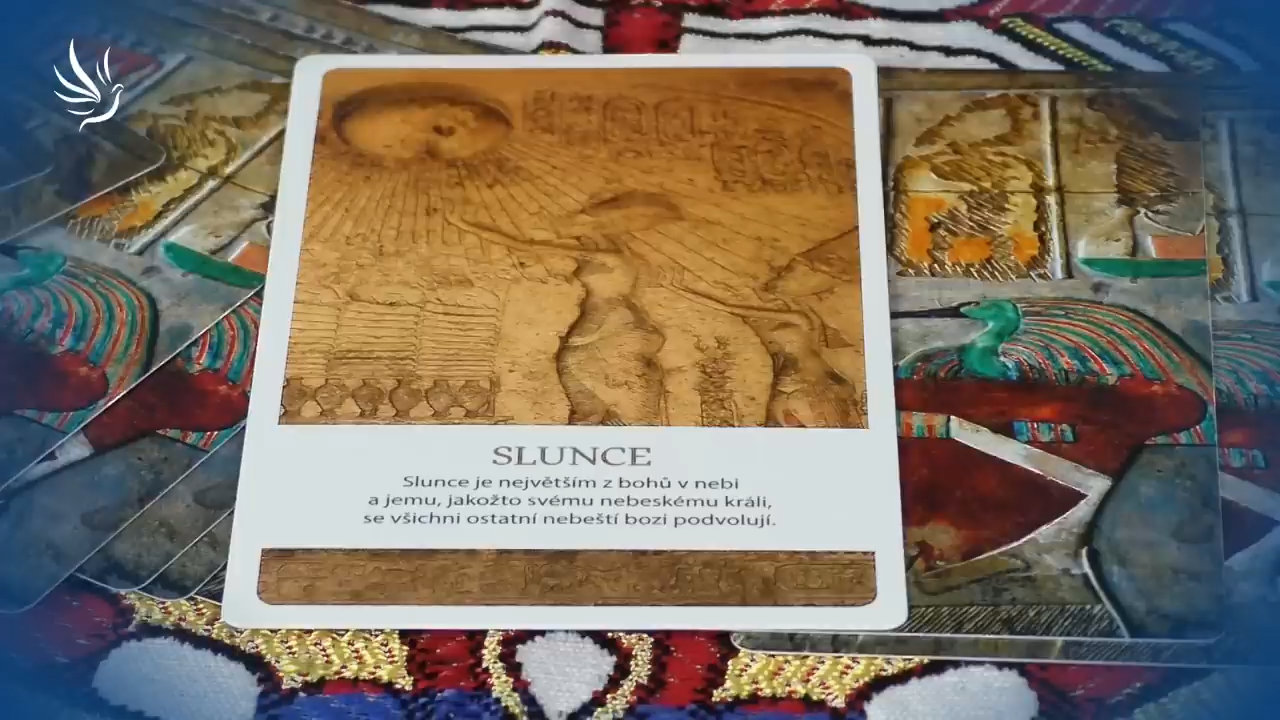 SLUNCE
Slunce je největším z bohů v nebi
a jemu, jakožto svému nebeskému králi,
se všichni ostatní nebeští bozi podvolují.